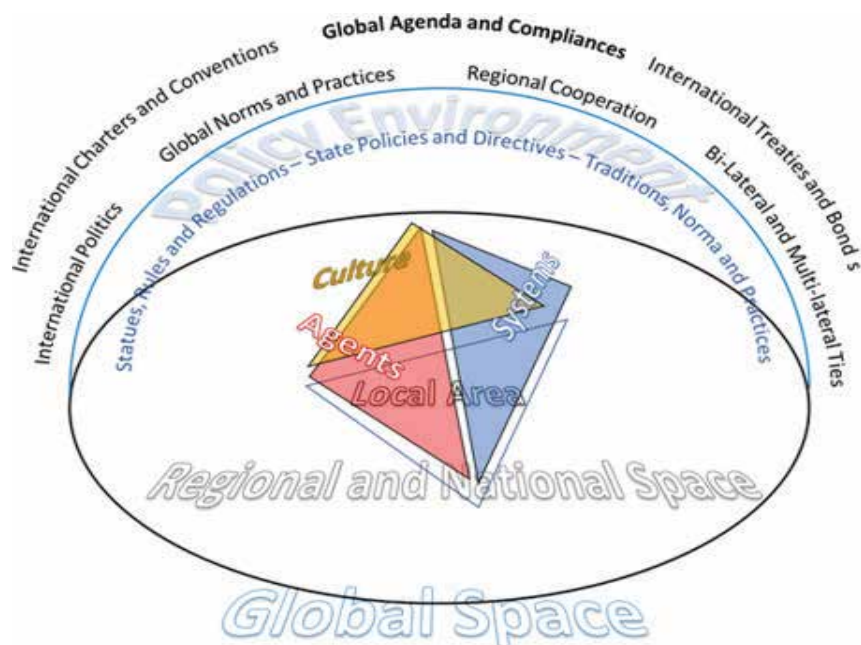 Global Agenda and Compliances
International Charters and Conventions
International Treaties and Bond s
Global Norms and Practices
Regional Cooperation
International Politics
Bi-Lateral and Multi-lateral Ties
Policy Environment
Statues, Rules and Regulations – State Policies and Directives – Traditions, Norma and Practices
Culture
Systems
Agents
Local Area
Regional and National Space
Global Space